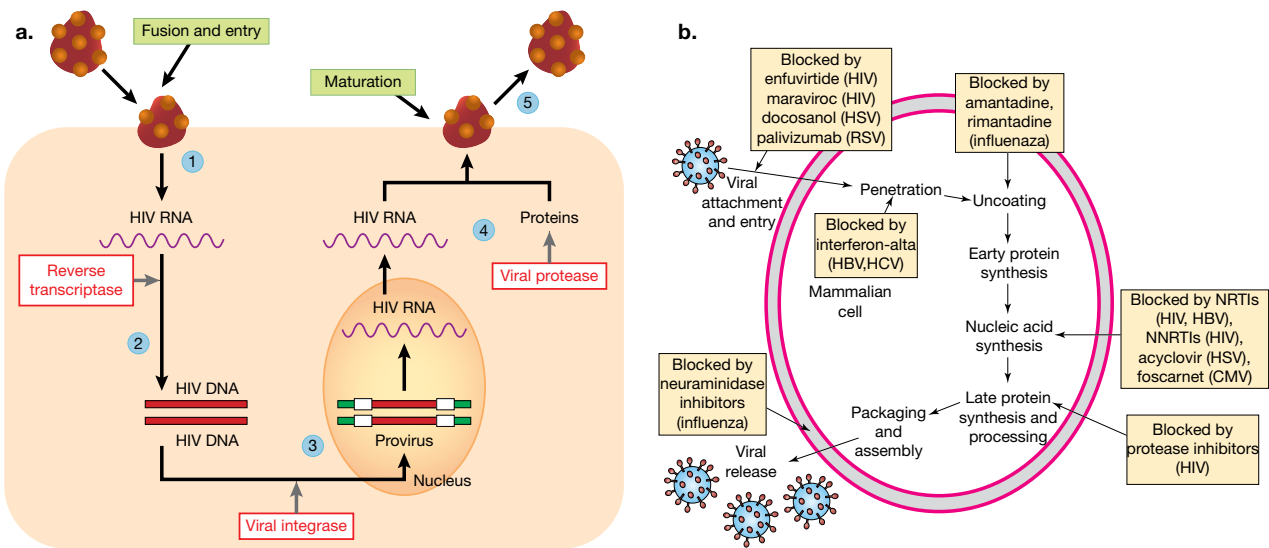 a.
Fusion and entry
Maturation
5
1
HIV RNA
Reverse
transcriptase
2
HIV DNA
HIV DNA
3
Viral integrase
HIV RNA
4
Proteins
Viral protease
HIV RNA
Provirus
Nucleus
b.
Blocked by
enfuvirtide (HIV)
maraviroc (HIV)
docosanol (HSV)
palivizumab (RSV)
Blocked by
amantadine,
rimantadine
(influenaza)
Viral
attachment
and entry
Penetration
Uncoating
Blocked by
interferon-alta
(HBV,HCV)
Mammalian
cell
Earty protein
synthesis
Nucleic acid
synthesis
Blocked by NRTIs
(HIV, HBV),
NNRTIs (HIV),
acyclovir (HSV),
foscarnet (CMV)
Late protein
synthesis and
processing
Blocked by
protease inhibitors
(HIV)
Packaging
and
assembly
Blocked by
neuraminidase
inhibitors
(influenza)
Viral
release